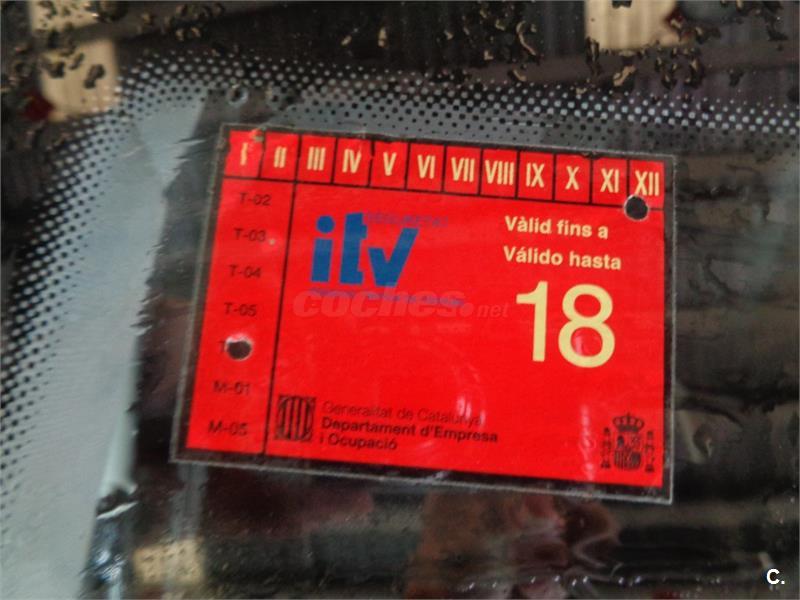 I II III IV V VI VII VIII IX X XI XII
T-02
T-03
T-04
T-05
M-01
M-05
SEGURETAT
itv
Vàlid fins a
Válido hasta
18
coches.net
Generalitat de Catalunya
Departament d'Empresa
i Ocupació
C.